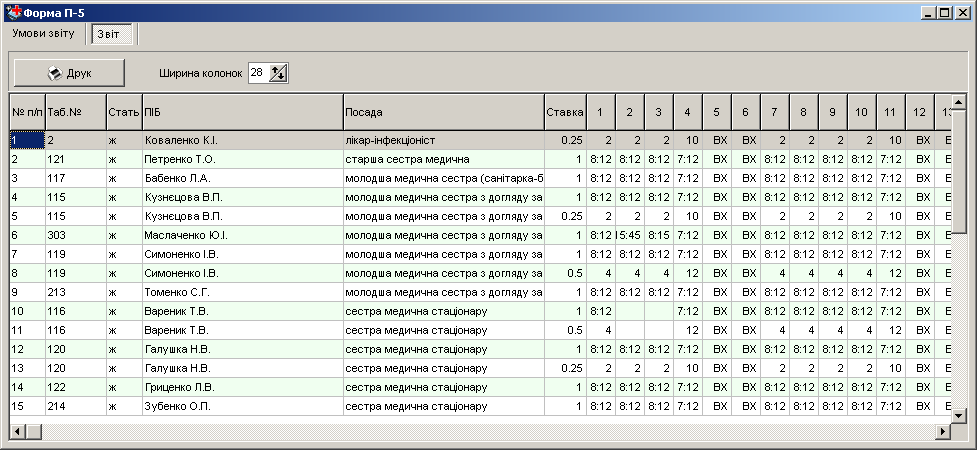 Форма П-5
Умови звіту Звіт
Друк Ширина колонок 28
№ п/п Таб.№ Стать ПІБ Посада Ставка 1 2 3 4 5 6 7 8 9 10 11 12 13
1 2 ж Коваленко К.І. лікар-інфекціоніст 0.25 2 2 2 10 ВХ ВХ 2 2 2 2 10 ВХ В
2 121 ж Петренко Т.О. старша сестра медична 1 8:12 8:12 8:12 7:12 ВХ ВХ 8:12 8:12 8:12 8:12 7:12 ВХ В
3 117 ж Бабенко Л.А. молодша медична сестра (санітарка-б 1 8:12 8:12 8:12 7:12 ВХ ВХ 8:12 8:12 8:12 8:12 7:12 ВХ В
4 115 ж Кузнєцова В.П. молодша медична сестра з догляду за 1 8:12 8:12 8:12 7:12 ВХ ВХ 8:12 8:12 8:12 8:12 7:12 ВХ В
5 115 ж Кузнєцова В.П. молодша медична сестра з догляду за 0.25 2 2 2 10 ВХ ВХ 2 2 2 2 10 ВХ В
6 303 ж Маслаченко Ю.І. молодша медична сестра з догляду за 1 8:12 5:45 8:15 7:12 ВХ ВХ 8:12 8:12 8:12 8:12 7:12 ВХ В
7 119 ж Симоненко І.В. молодша медична сестра з догляду за 1 8:12 8:12 8:12 7:12 ВХ ВХ 8:12 8:12 8:12 8:12 7:12 ВХ В
8 119 ж Симоненко І.В. молодша медична сестра з догляду за 0.5 4 4 4 12 ВХ ВХ 4 4 4 4 12 ВХ В
9 213 ж Томенко С.Г. молодша медична сестра з догляду за 1 8:12 8:12 8:12 7:12 ВХ ВХ 8:12 8:12 8:12 8:12 7:12 ВХ В
10 116 ж Вареник Т.В. сестра медична стаціонару 1 8:12 7:12 ВХ ВХ 8:12 8:12 8:12 8:12 7:12 ВХ В
11 116 ж Вареник Т.В. сестра медична стаціонару 0.5 4 12 ВХ ВХ 4 4 4 4 12 ВХ В
12 120 ж Галушка Н.В. сестра медична стаціонару 1 8:12 8:12 8:12 7:12 ВХ ВХ 8:12 8:12 8:12 8:12 7:12 ВХ В
13 120 ж Галушка Н.В. сестра медична стаціонару 0.25 2 2 2 10 ВХ ВХ 2 2 2 2 10 ВХ В
14 122 ж Гриценко Л.В. сестра медична стаціонару 1 8:12 8:12 8:12 7:12 ВХ ВХ 8:12 8:12 8:12 8:12 7:12 ВХ В
15 214 ж Зубенко О.П. сестра медична стаціонару 1 8:12 8:12 8:12 7:12 ВХ ВХ 8:12 8:12 8:12 8:12 7:12 ВХ В